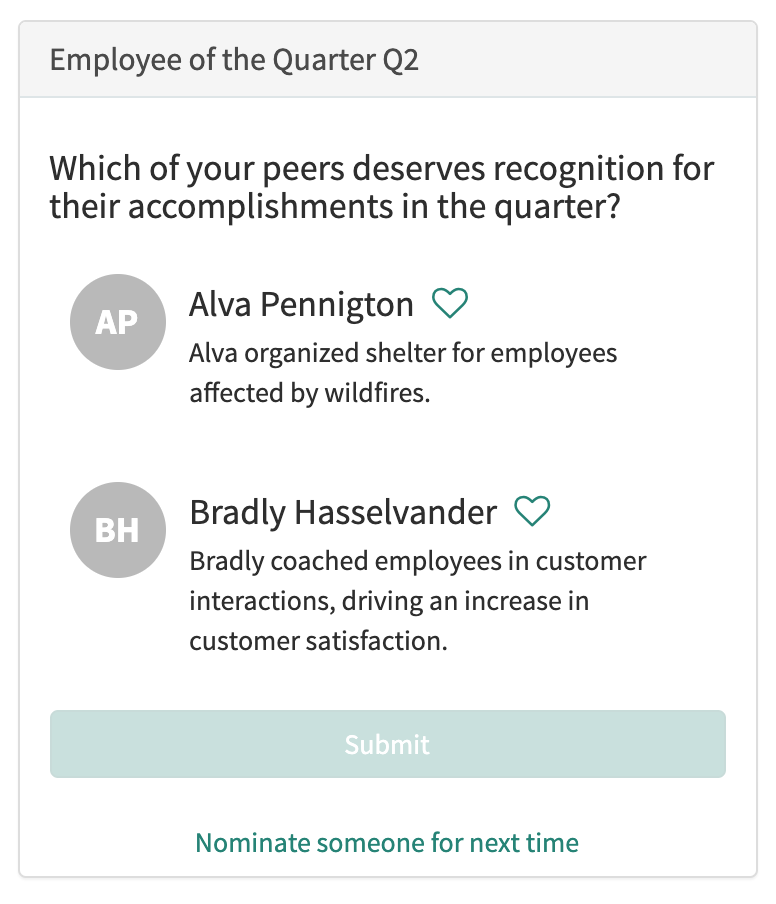 Employee of the Quarter Q2
Which of your peers deserves recognition for
their accomplishments in the quarter?
AP
Alva Pennigton
Alva organized shelter for employees
affected by wildfires.
BH
Bradly Hasselvander
Bradly coached employees in customer
interactions, driving an increase in
customer satisfaction.
Submit
Nominate someone for next time